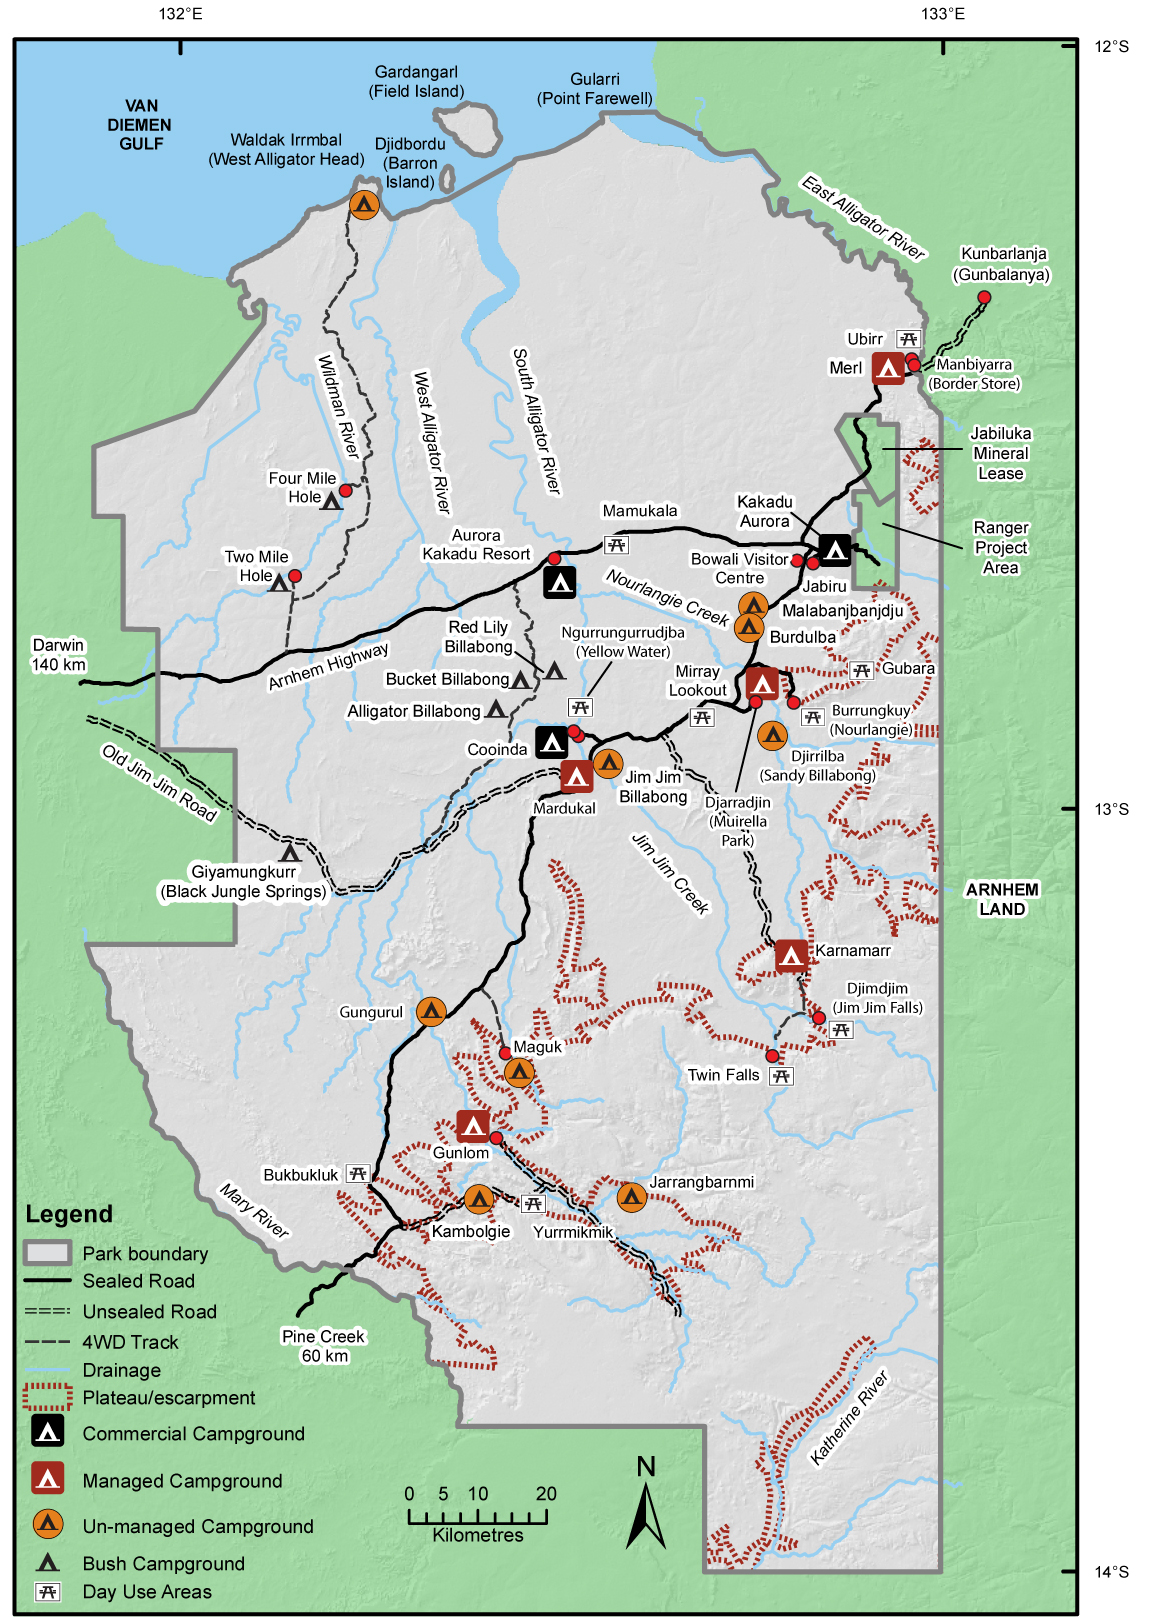 132°E
133°E
12°S
Gardangarl
(Field Island)
Gularri
(Point Farewell)
VAN
DIEMEN
GULF
Waldak Irrmbal
(West Alligator Head)
Djidbordu
(Barron
Island)
East Alligator River
Kunbarlanja
(Gunbalanya)
Ubirr
Merl
Manbiyarra
(Border Store)
Wildman River
West Alligator River
South Alligator River
Jabiluka
Mineral
Lease
Four Mile
Hole
Kakadu
Aurora
Mamukala
Ranger
Project
Area
Aurora
Kakadu Resort
Two Mile
Hole
Bowali Visitor
Centre
Jabiru
Nourlangie Creek
Malabanjbanjdju
Burdulba
Red Lily
Billabong
Ngurrungurrudjba
(Yellow Water)
Darwin
140 km
Arnhem Highway
Bucket Billabong
Mirray
Lookout
Gubara
Alligator Billabong
Burrungkuy
(Nourlangie)
Cooinda
Old Jim Jim Road
Jim Jim
Billabong
Djirrilba
(Sandy Billabong)
Mardukal
Djarradjin
(Muirella
Park)
13°S
Jim Jim Creek
Giyamungkurr
(Black Jungle Springs)
ARNHEM
LAND
Karnamarr
Djimdjim
(Jim Jim Falls)
Gungurul
Maguk
Twin Falls
Gunlom
Bukbukluk
Jarrangbarnmi
Mary River
Kambolgie
Yurrmikmik
Pine Creek
60 km
Katherine River
Legend
Park boundary
Sealed Road
Unsealed Road
4WD Track
Drainage
Plateau/escarpment
Commercial Campground
Managed Campground
Un-managed Campground
Bush Campground
Day Use Areas
0 5 10 20
Kilometres
N
14°S